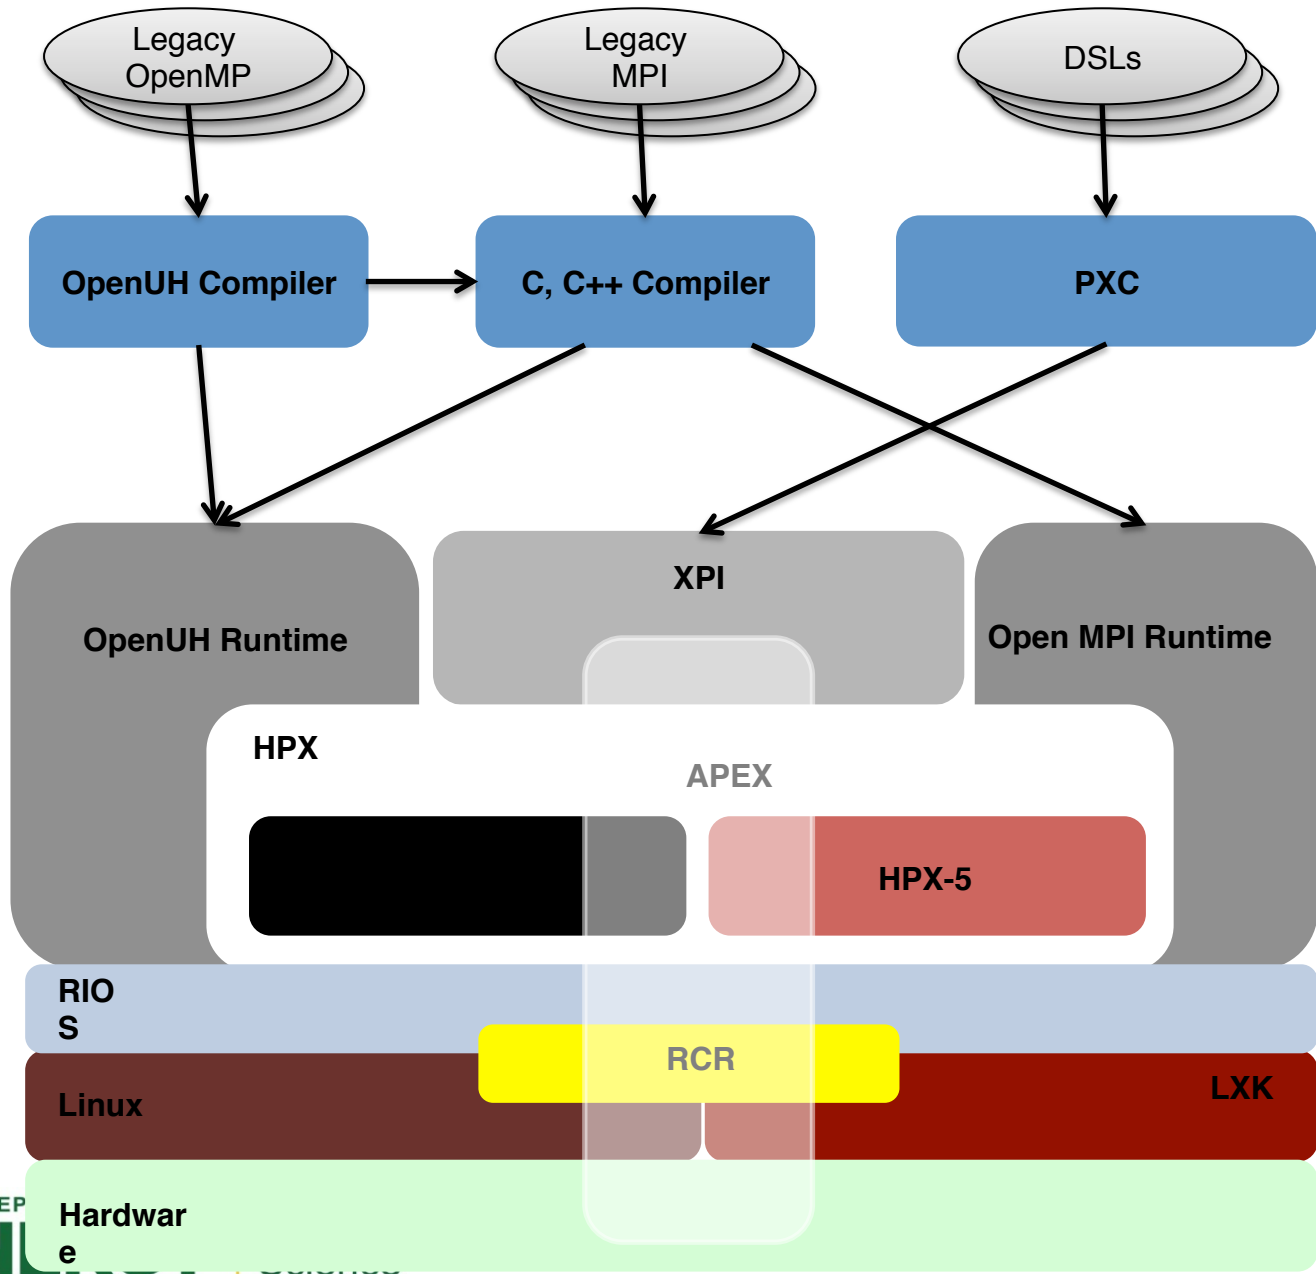 Legacy
OpenMP
Legacy
MPI
DSLs
OpenUH Compiler
C, C++ Compiler
PXC
XPI
OpenUH Runtime
Open MPI Runtime
HPX
APEX
HPX-5
RIO
S
RCR
Linux
LXK
Hardwar
e
EP